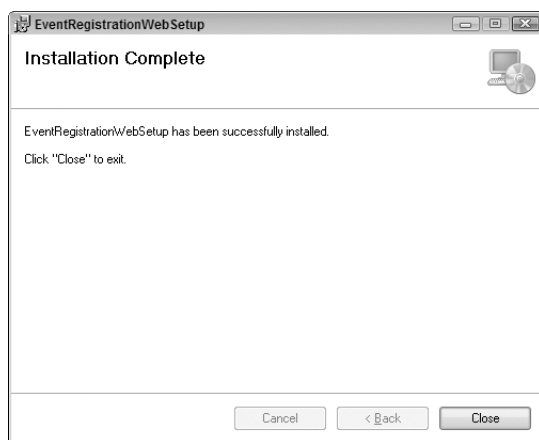 EventRegistrationWebSetup
Installation Complete
EventRegistrationWebSetup has been successfully installed.
Click "Close" to exit.
Cancel
< Back
Close